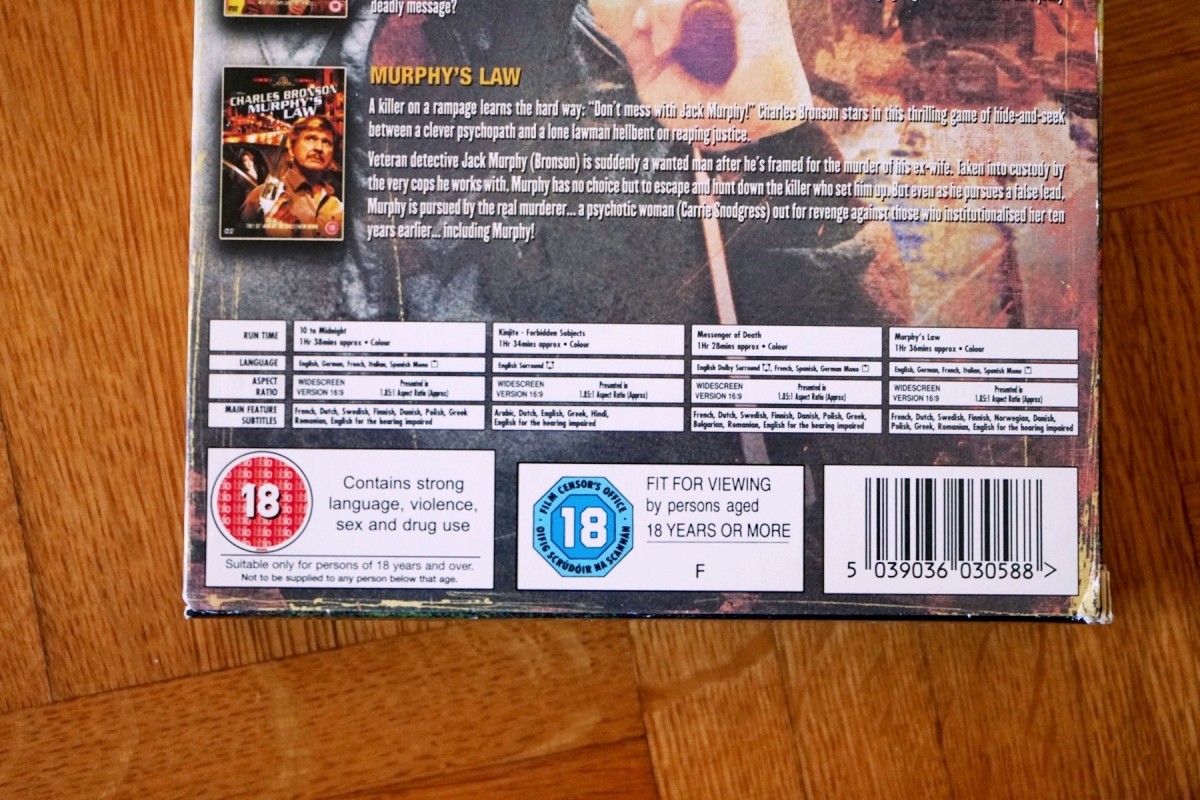 deadly message?
MURPHY'S LAW
CHARLES BRONSON
MURPHY'S
LAW
A killer on a rampage learns the hard way: "Don't mess with Jack Murphy!" Charles Bronson stars in this thrilling game of hide-and-seek
between a clever psychopath and a lone lawman hellbent on reaping justice.
Veteran detective Jack Murphy (Bronson) is suddenly a wanted man after he's framed for the murder of his ex-wife. Taken into custody by
the very cops he works with, Murphy has no choice but to escape and hunt down the killer who set him up. But even as he pursues a false lead,
Murphy is pursued by the real murderer... a psychotic woman (Carrie Snodgress) out for revenge against those who institutionalised her ten
years earlier... including Murphy!
RUN TIME
10 to Midnight
1Hr 38mins approx • Colour
Kinjite - Forbidden Subjects
1Hr 34mins approx • Colour
Messenger of Death
1Hr 28mins approx • Colour
Murphy's Law
1Hr 36mins approx • Colour
LANGUAGE
English, German, French, Italian, Spanish Mono
English Surround
English Dolby Surround, French, Spanish, German Mono
English, German, French, Italian, Spanish Mono
ASPECT
RATIO
WIDESCREEN
VERSION 16:9
Presented in
1.85:1 Aspect Ratio (Approx)
WIDESCREEN
VERSION 16:9
Presented in
1.85:1 Aspect Ratio (Approx)
WIDESCREEN
VERSION 16:9
Presented in
1.85:1 Aspect Ratio (Approx)
WIDESCREEN
VERSION 16:9
Presented in
1.85:1 Aspect Ratio (Approx)
MAIN FEATURE
SUBTITLES
French, Dutch, Swedish, Finnish, Danish, Polish, Greek
Romanian, English for the hearing impaired
Arabic, Dutch, English, Greek, Hindi,
English for the hearing impaired
French, Dutch, Swedish, Finnish, Danish, Polish, Greek,
Bulgarian, Romanian, English for the hearing impaired
French, Dutch, Swedish, Finnish, Norwegian, Danish,
Polish, Greek, Romanian, English for the hearing impaired
18
Contains strong
language, violence,
sex and drug use
Suitable only for persons of 18 years and over.
Not to be supplied to any person below that age.
FILM CENSOR'S OFFICE
18
OIFIG SCRÚDÓIR NA SCANNÁN
FIT FOR VIEWING
by persons aged
18 YEARS OR MORE
F
5 039036 030588 >